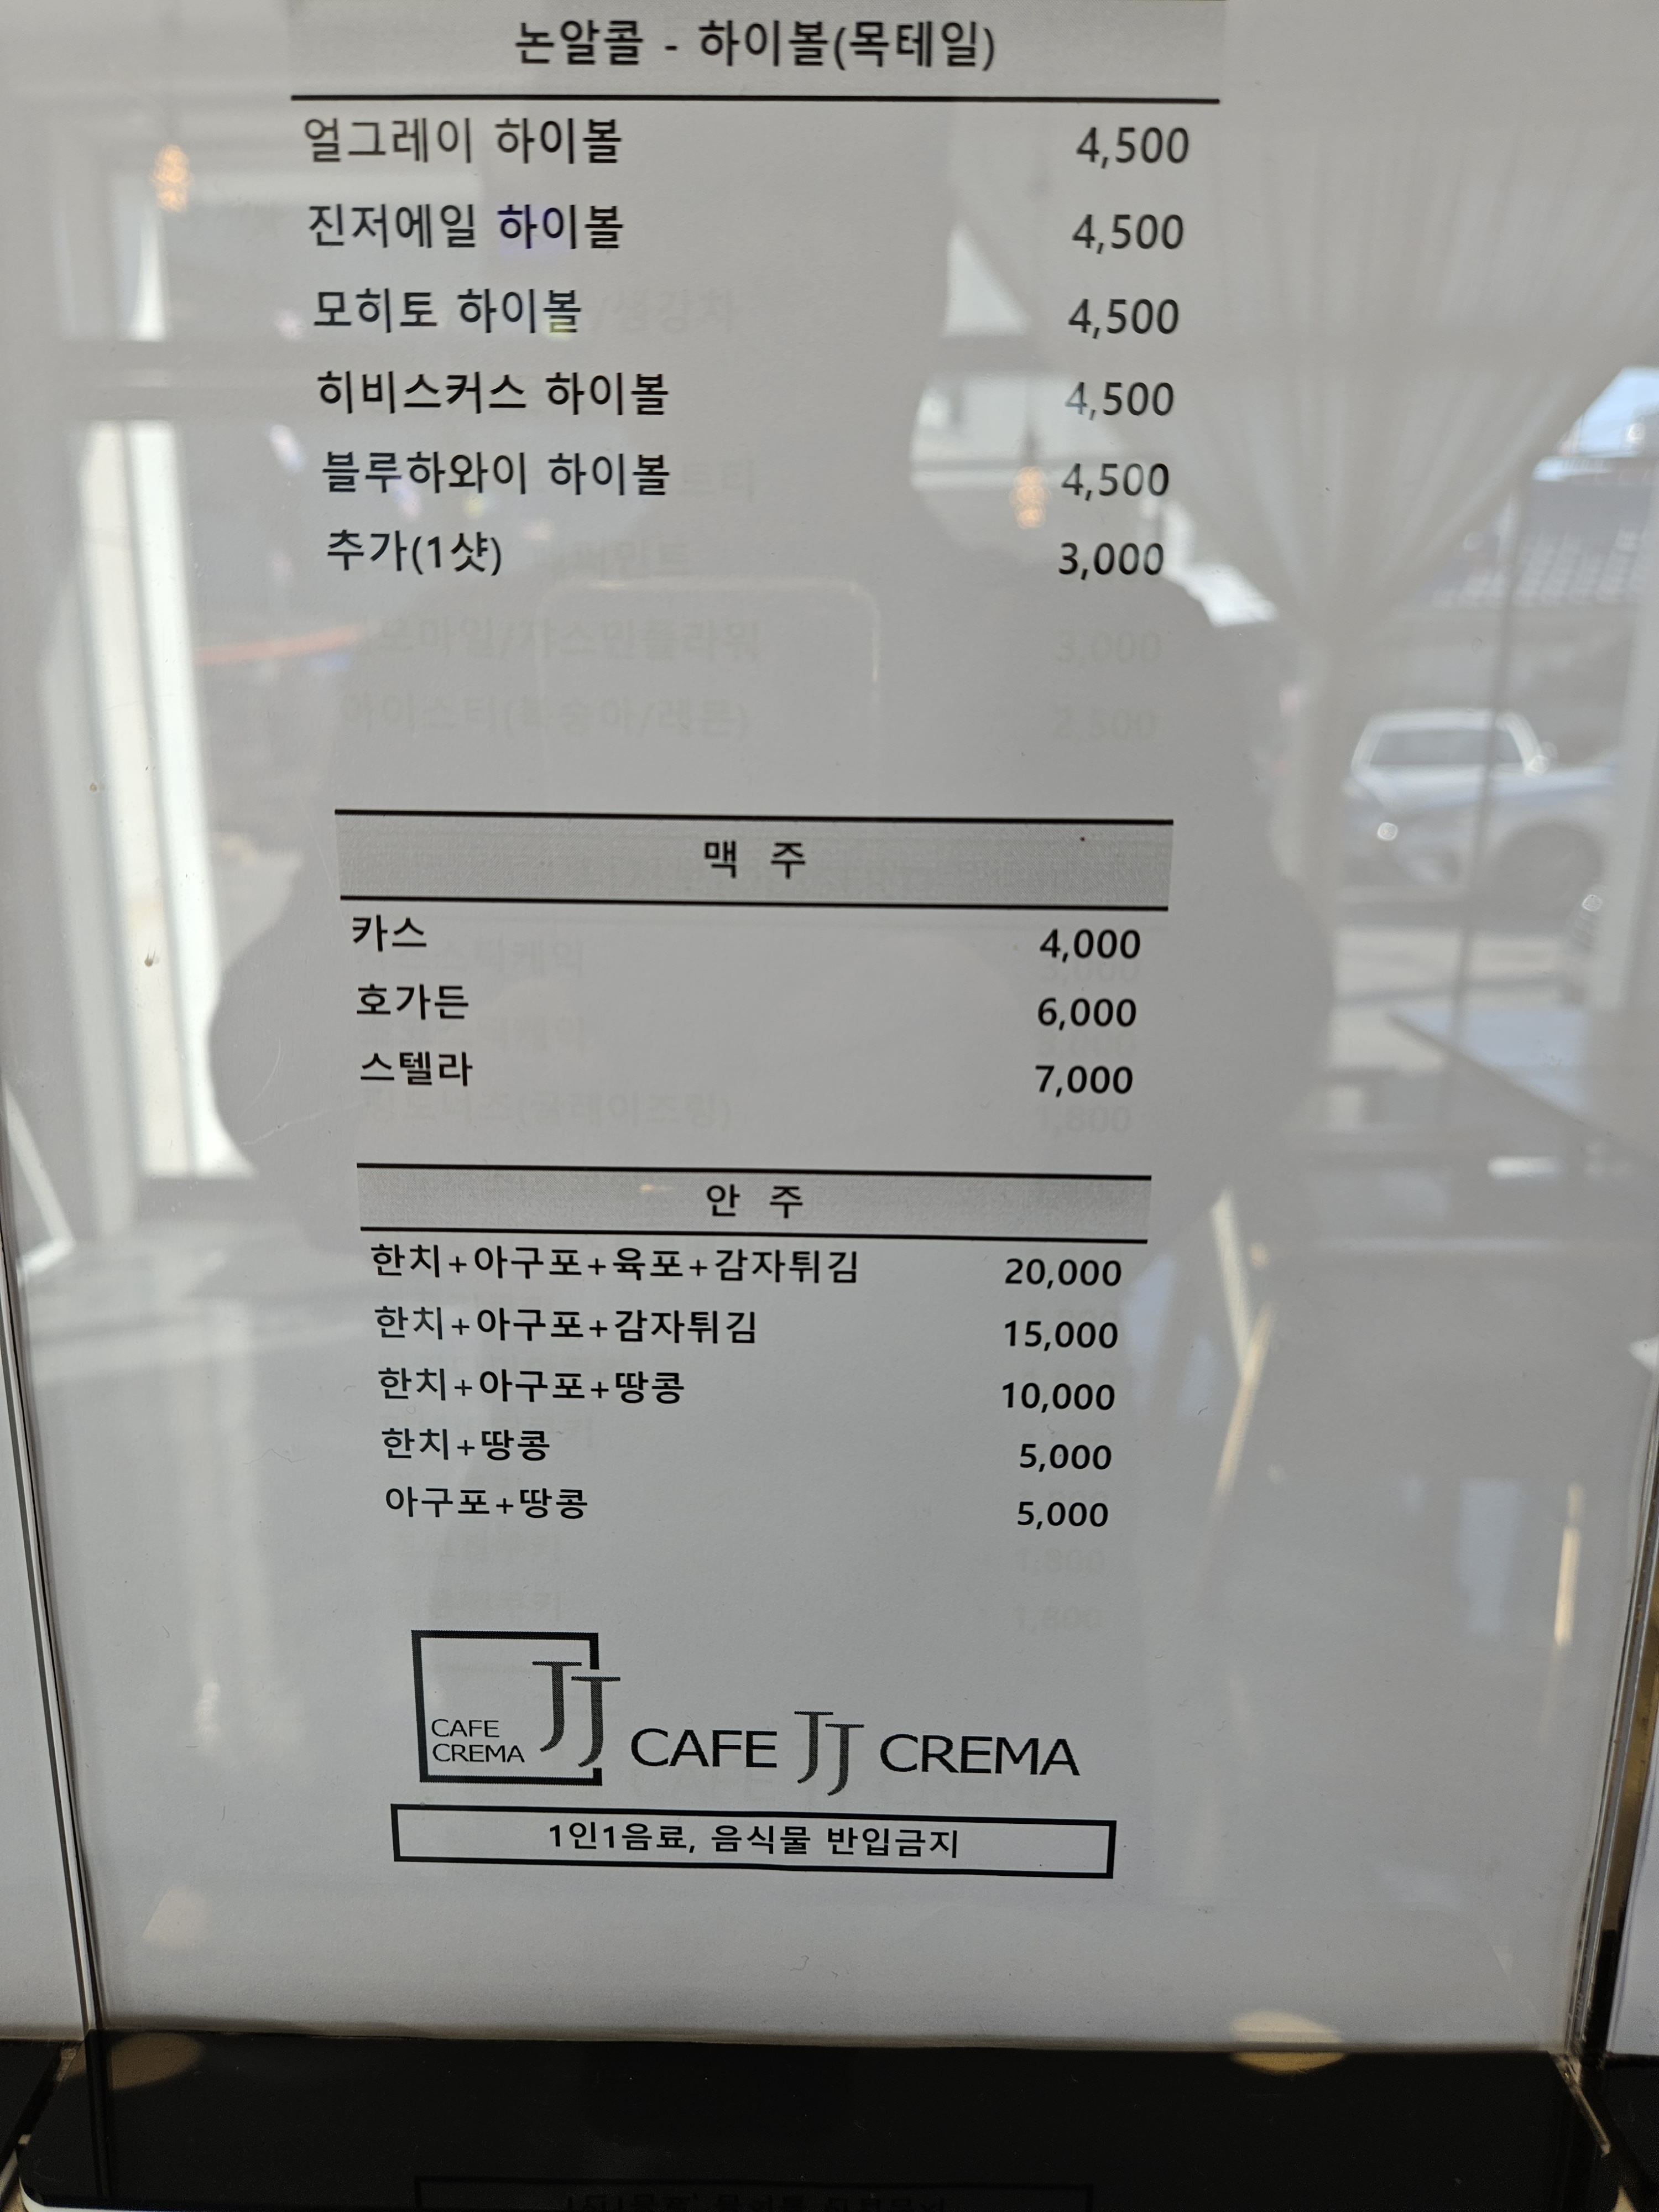 논알콜 - 하이볼(목테일)
얼그레이 하이볼 4,500
진저에일 하이볼 4,500
모히토 하이볼 4,500
히비스커스 하이볼 4,500
블루하와이 하이볼 4,500
추가(1샷) 3,000
맥 주
카스 4,000
호가든 6,000
스텔라 7,000
안 주
한치+아구포+육포+감자튀김 20,000
한치+아구포+감자튀김 15,000
한치+아구포+땅콩 10,000
한치+땅콩 5,000
아구포+땅콩 5,000
CAFE
CREMA JJ
CAFE JJ CREMA
1인1음료, 음식물 반입금지